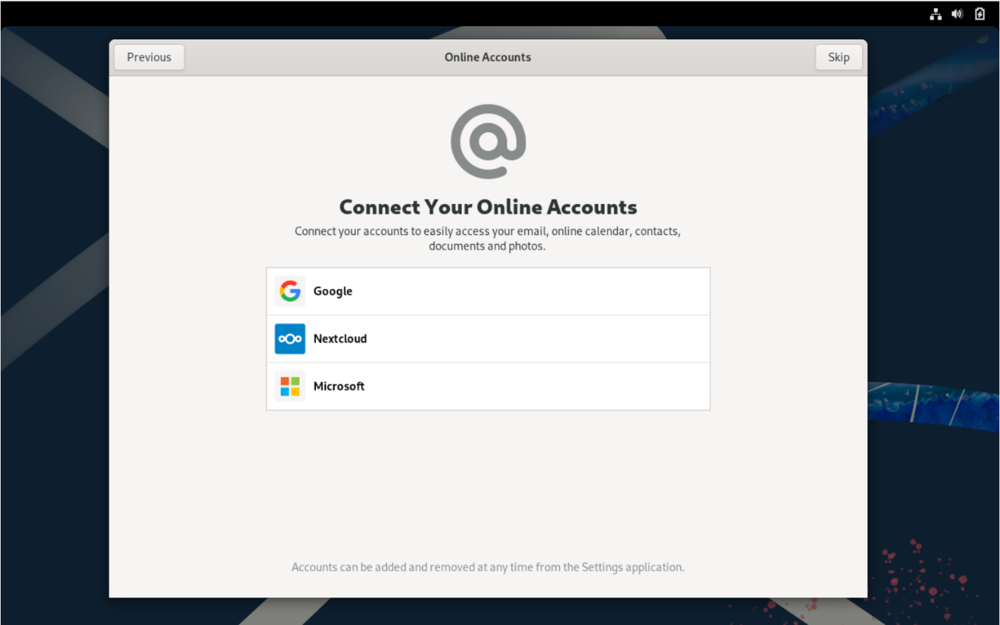 Previous
Online Accounts
Skip
Connect Your Online Accounts
Connect your accounts to easily access your email, online calendar, contacts,
documents and photos.
Google
Nextcloud
Microsoft
Accounts can be added and removed at any time from the Settings application.